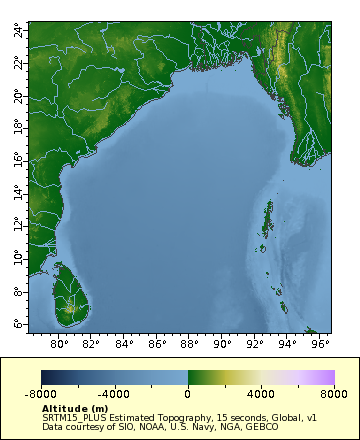 24°
22°
20°
18°
16°
14°
12°
10°
8°
6°
80° 82° 84° 86° 88° 90° 92° 94° 96°
-8000 -4000 0 4000 8000
Altitude (m)
SRTM15_PLUS Estimated Topography, 15 seconds, Global, v1
Data courtesy of SIO, NOAA, U.S. Navy, NGA, GEBCO